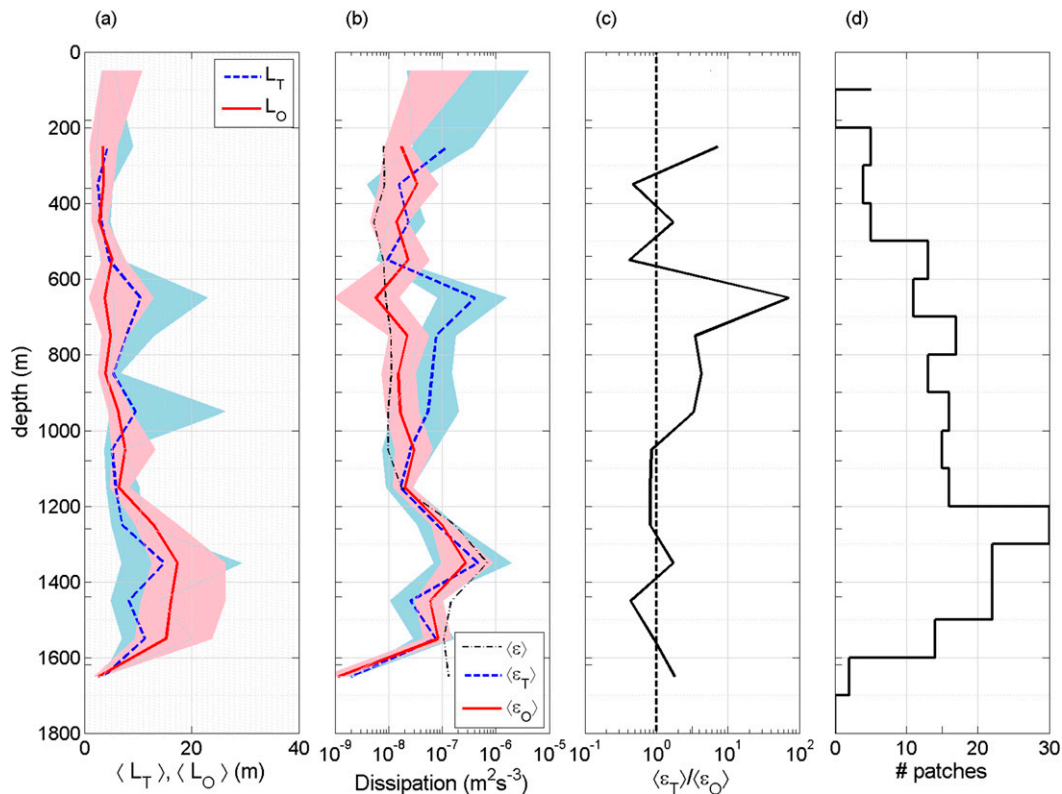 (a)
(b)
(c)
(d)
0
200
400
600
800
1000
1200
1400
1600
1800
depth (m)
L_T
L_O
0 20 40
⟨ L_T ⟩, ⟨ L_O ⟩ (m)
⟨ε⟩
⟨ε_T⟩
⟨ε_O⟩
10^-9 10^-8 10^-7 10^-6 10^-5
Dissipation (m^2s^-3)
10^-1 10^0 10^1 10^2
⟨ε_T⟩/⟨ε_O⟩
0 10 20 30
# patches